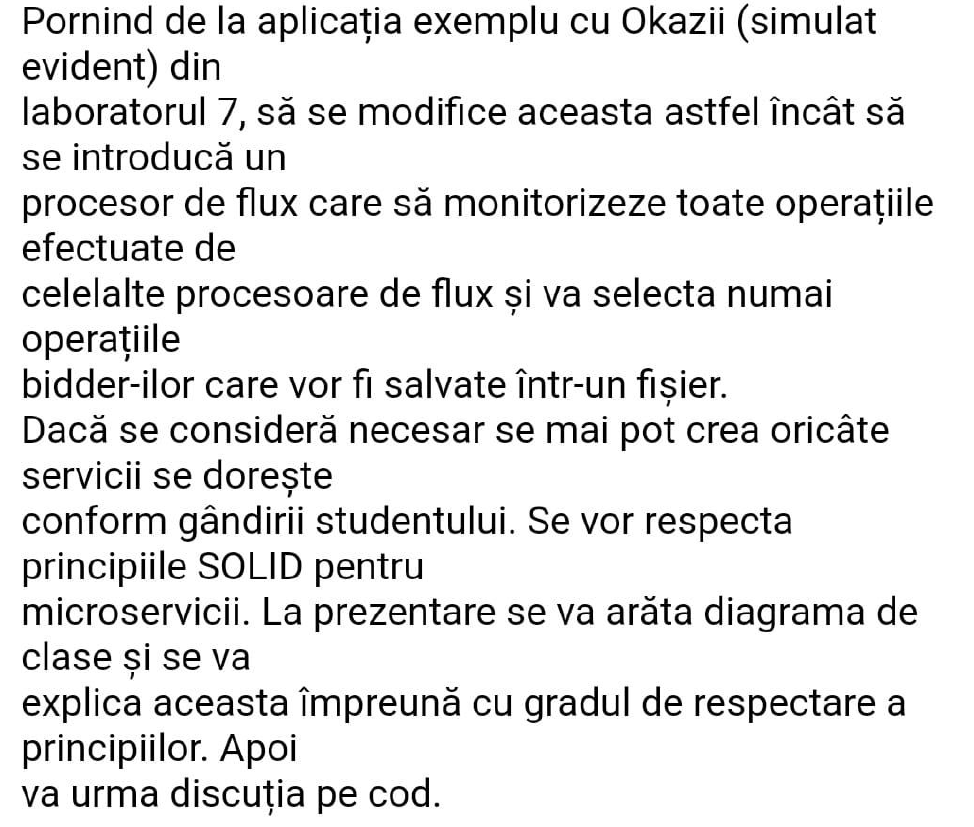 Pornind de la aplicația exemplu cu Okazii (simulat
evident) din
laboratorul 7, să se modifice aceasta astfel încât să
se introducă un
procesor de flux care să monitorizeze toate operațiile
efectuate de
celelalte procesoare de flux și va selecta numai
operațiile
bidder-ilor care vor fi salvate într-un fișier.
Dacă se consideră necesar se mai pot crea oricâte
servicii se dorește
conform gândirii studentului. Se vor respecta
principiile SOLID pentru
microservicii. La prezentare se va arăta diagrama de
clase și se va
explica aceasta împreună cu gradul de respectare a
principiilor. Apoi
va urma discuția pe cod.